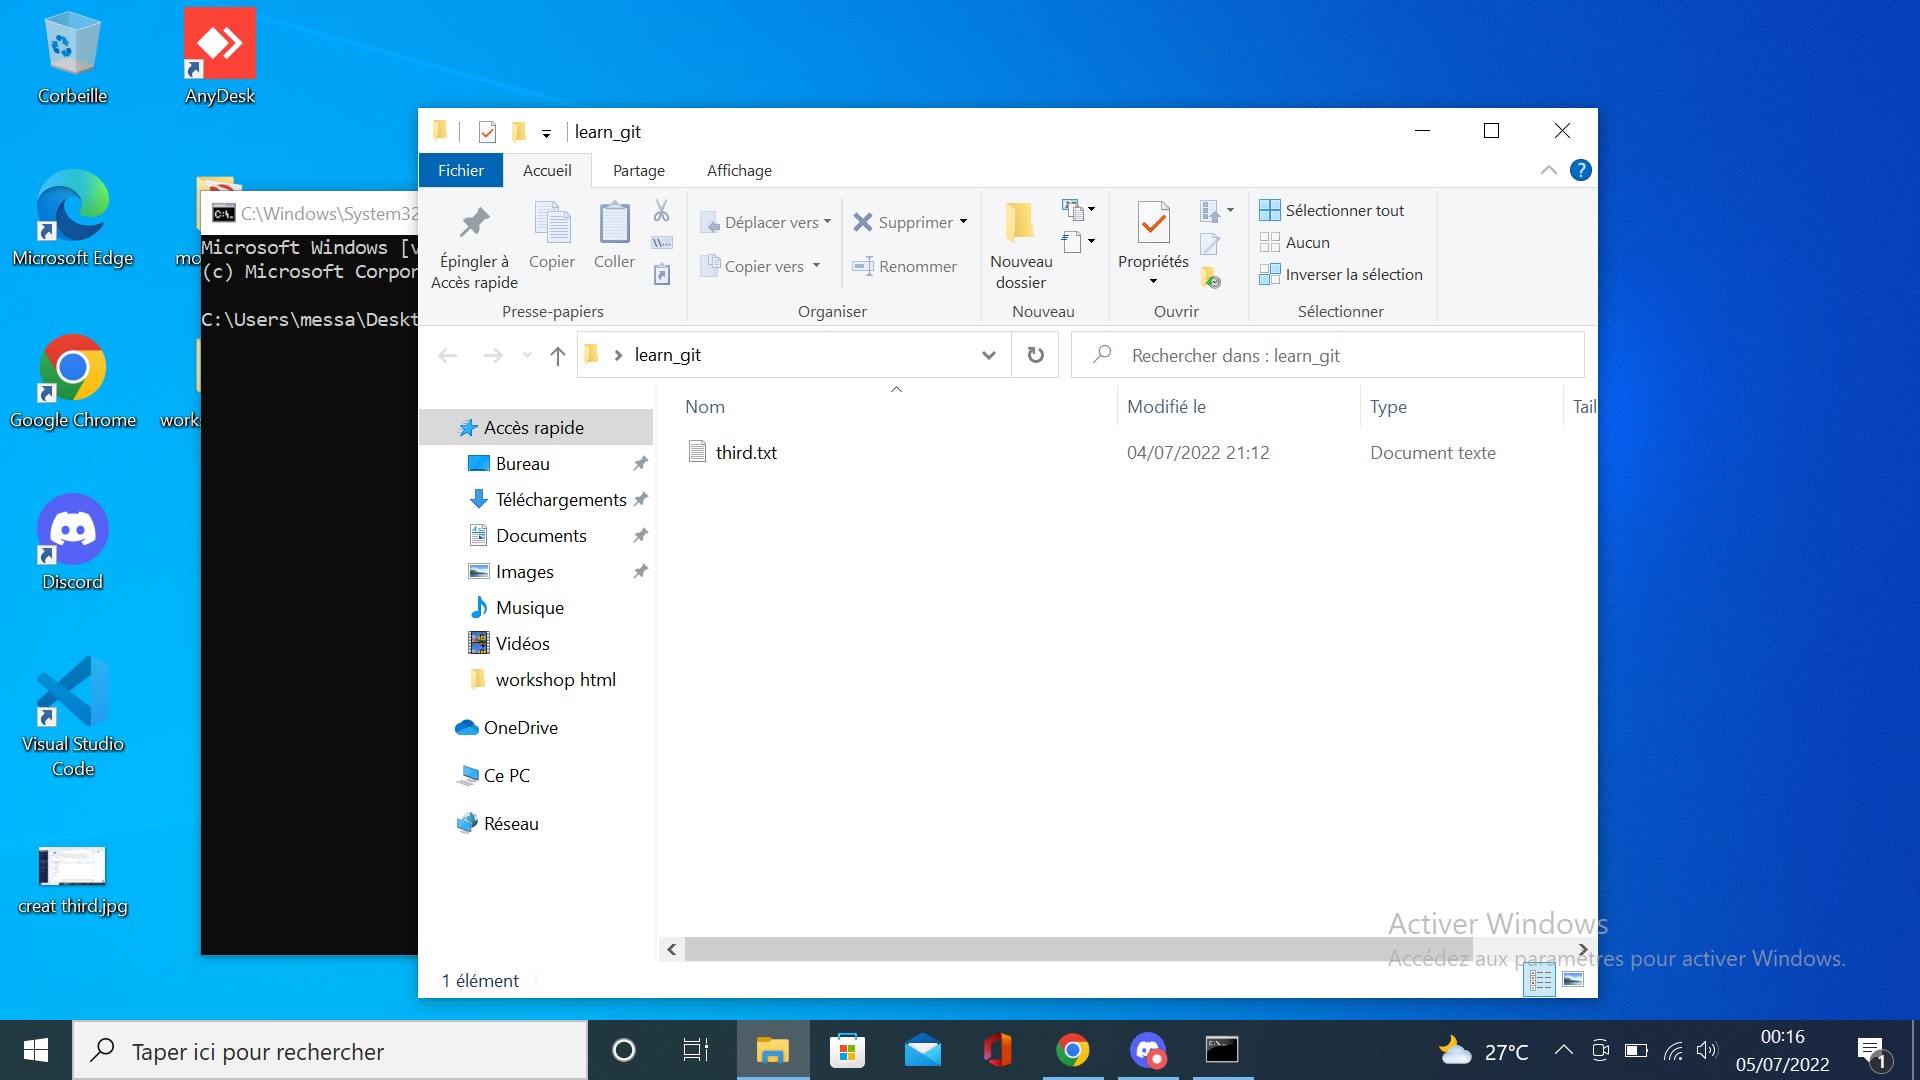 Corbeille
AnyDesk
Microsoft Edge
Google Chrome
Discord
Visual Studio
Code
creat third.jpg
C:\Windows\System32
Microsoft Windows [v
(c) Microsoft Corpor
C:\Users\messa\Deskt
learn_git
Fichier
Accueil
Partage
Affichage
Épingler à
Accès rapide
Copier
Coller
Presse-papiers
Déplacer vers
Copier vers
Supprimer
Renommer
Organiser
Nouveau
dossier
Nouveau
Propriétés
Ouvrir
Sélectionner tout
Aucun
Inverser la sélection
Sélectionner
learn_git
Rechercher dans : learn_git
Nom
Modifié le
Type
Tail
third.txt
04/07/2022 21:12
Document texte
Accès rapide
Bureau
Téléchargements
Documents
Images
Musique
Vidéos
workshop html
OneDrive
Ce PC
Réseau
1 élément
Activer Windows
Accédez aux paramètres pour activer Windows.
Taper ici pour rechercher
27°C
00:16
05/07/2022
1